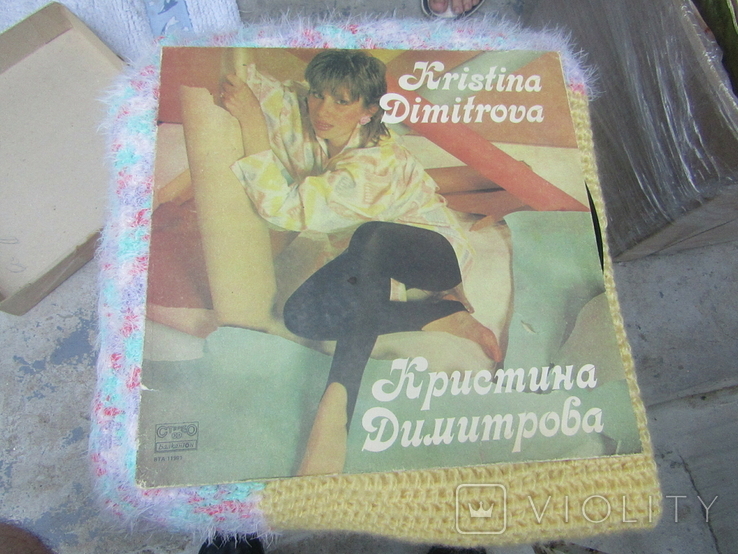 Kristina
Dimitrova
Кристина
Димитрова
СТЕРЕО
VIOLITY